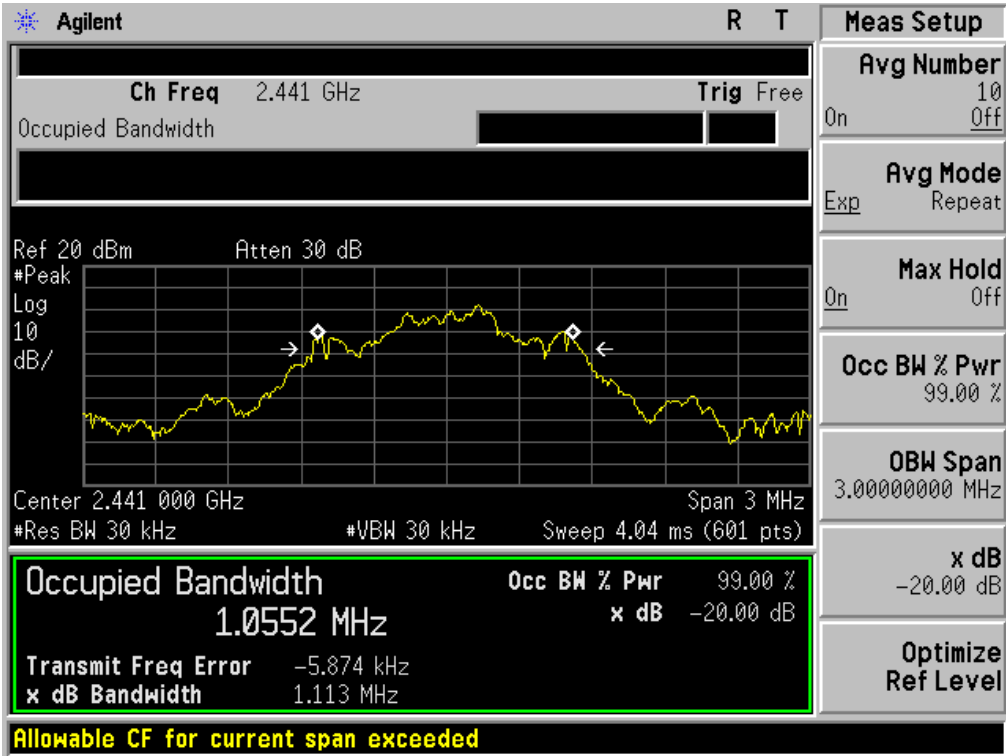 Agilent R T
Ch Freq 2.441 GHz Trig Free
Occupied Bandwidth
Ref 20 dBm Atten 30 dB
#Peak
Log
10
dB/
Center 2.441 000 GHz Span 3 MHz
#Res BW 30 kHz #VBW 30 kHz Sweep 4.04 ms (601 pts)
Occupied Bandwidth
1.0552 MHz
Occ BW % Pwr 99.00 %
x dB -20.00 dB
Transmit Freq Error -5.874 kHz
x dB Bandwidth 1.113 MHz
Allowable CF for current span exceeded
Meas Setup
Avg Number
10
On Off
Avg Mode
Exp Repeat
Max Hold
On Off
Occ BW % Pwr
99.00 %
OBW Span
3.00000000 MHz
x dB
-20.00 dB
Optimize
Ref Level